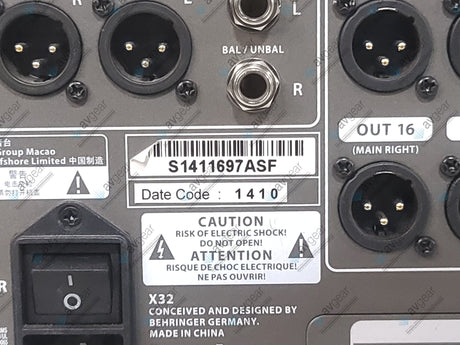 R
L
BAL / UNBAL
R
OUT 16
(MAIN RIGHT)
Group Macao
Limited 中国制造
警告
S1411697ASF
Date Code : 1410
CAUTION
RISK OF ELECTRIC SHOCK!
DO NOT OPEN!
ATTENTION
RISQUE DE CHOC ELECTRIQUE!
NE PAS OUVRIR!
X32
CONCEIVED AND DESIGNED BY
BEHRINGER GERMANY.
MADE IN CHINA
avgear